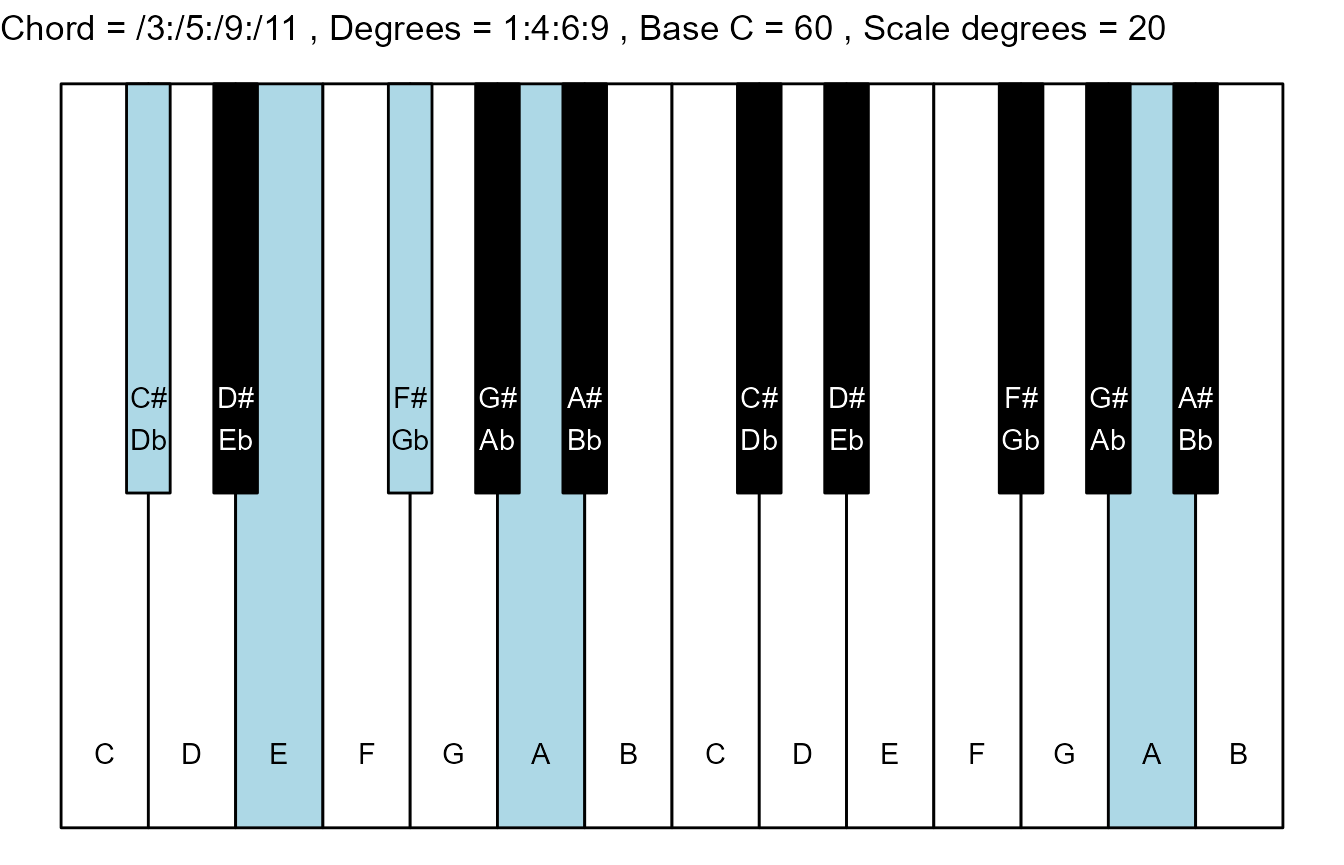 Chord = /3:/5:/9:/11 , Degrees = 1:4:6:9 , Base C = 60 , Scale degrees = 20
C# D# F# G# A# C# D# F# G# A#
Db Eb Gb Ab Bb Db Eb Gb Ab Bb
C D E F G A B C D E F G A B